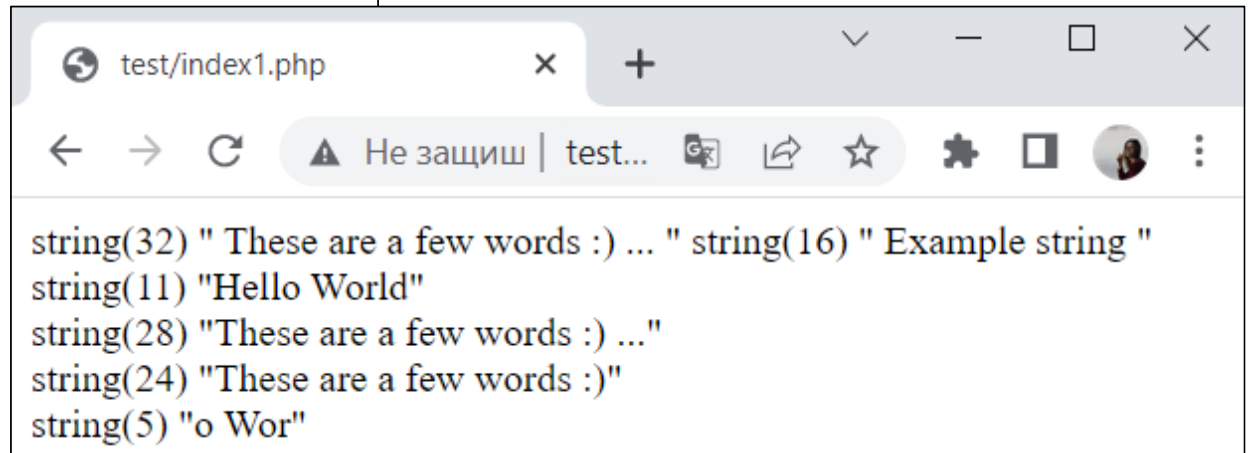 test/index1.php
Не защищ | test...
string(32) " These are a few words :) ... " string(16) " Example string "
string(11) "Hello World"
string(28) "These are a few words :) ..."
string(24) "These are a few words :)"
string(5) "o Wor"